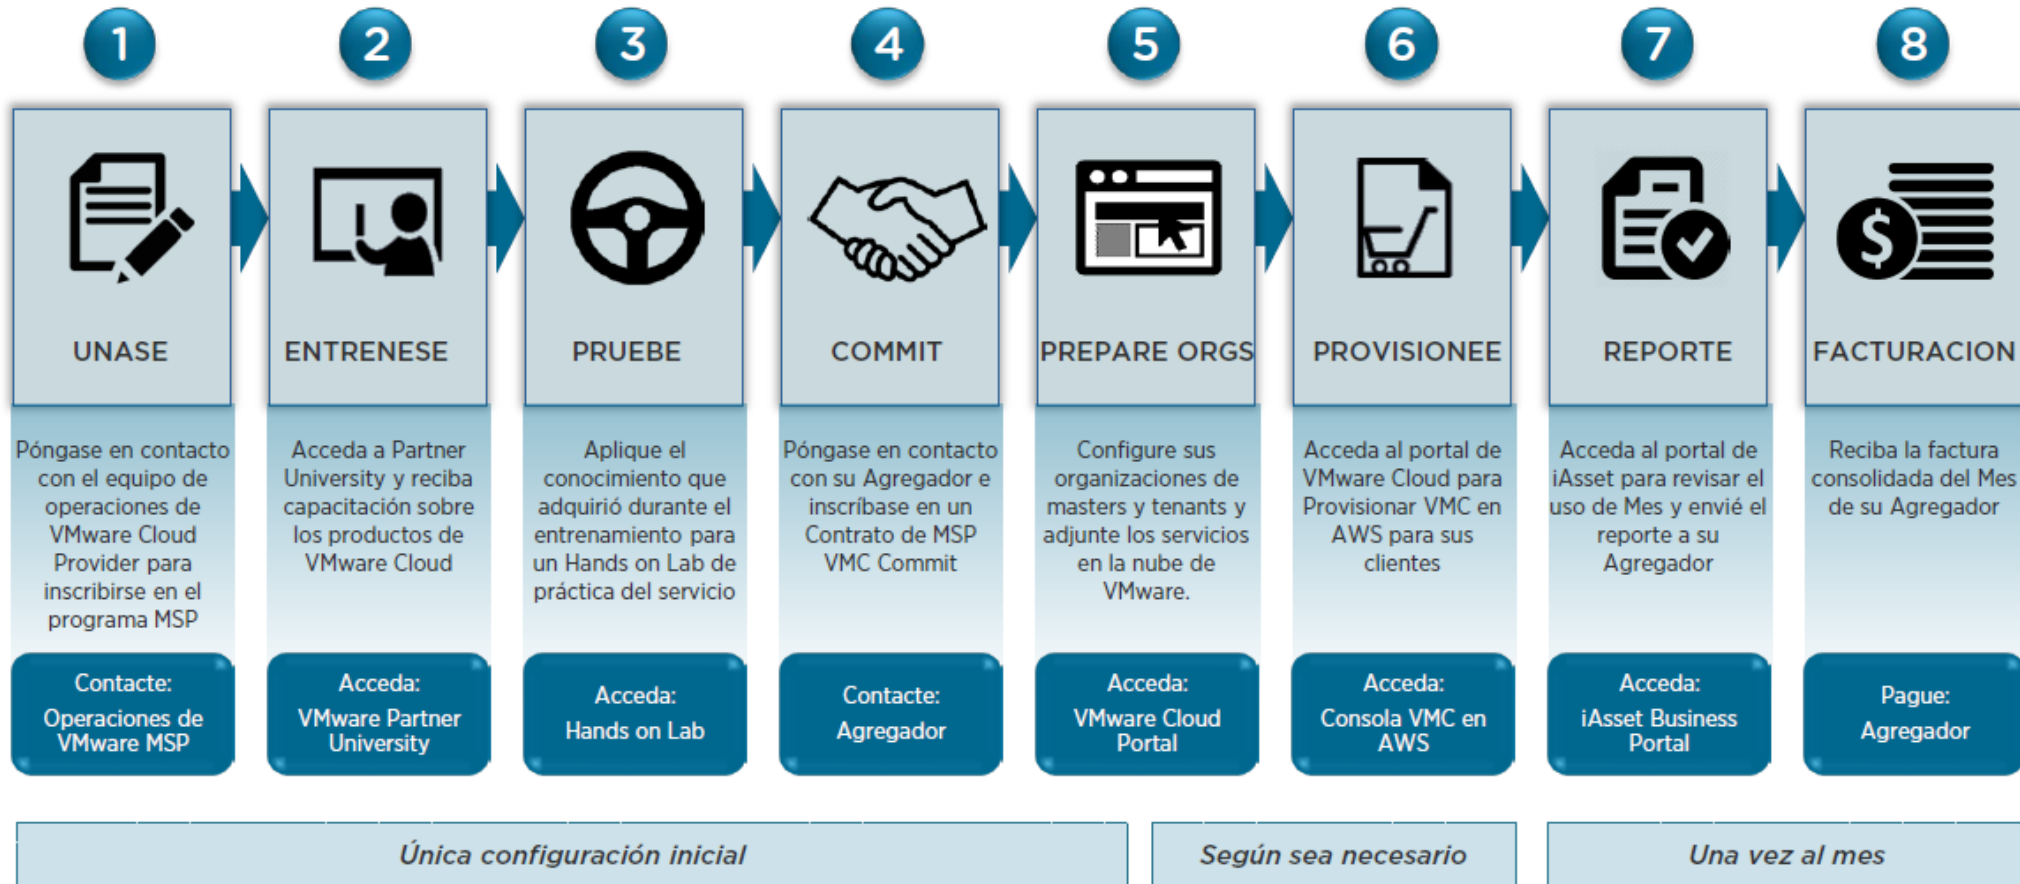 1
2
3
4
5
6
7
8
UNASE
ENTRENESE
PRUEBE
COMMIT
PREPARE ORGS
PROVISIONEE
REPORTE
FACTURACION
Póngase en contacto
con el equipo de
operaciones de
VMware Cloud
Provider para
inscribirse en el
programa MSP
Acceda a Partner
University y reciba
capacitación sobre
los productos de
VMware Cloud
Aplique el
conocimiento que
adquirió durante el
entrenamiento para
un Hands on Lab de
práctica del servicio
Póngase en contacto
con su Agregador e
inscríbase en un
Contrato de MSP
VMC Commit
Configure sus
organizaciones de
masters y tenants y
adjunte los servicios
en la nube de
VMware.
Acceda al portal de
VMware Cloud para
Provisionar VMC en
AWS para sus
clientes
Acceda al portal de
iAsset para revisar el
uso de Mes y envié el
reporte a su
Agregador
Reciba la factura
consolidada del Mes
de su Agregador
Contacte:
Operaciones de
VMware MSP
Acceda:
VMware Partner
University
Acceda:
Hands on Lab
Contacte:
Agregador
Acceda:
VMware Cloud
Portal
Acceda:
Consola VMC en
AWS
Acceda:
iAsset Business
Portal
Pague:
Agregador
Única configuración inicial
Según sea necesario
Una vez al mes